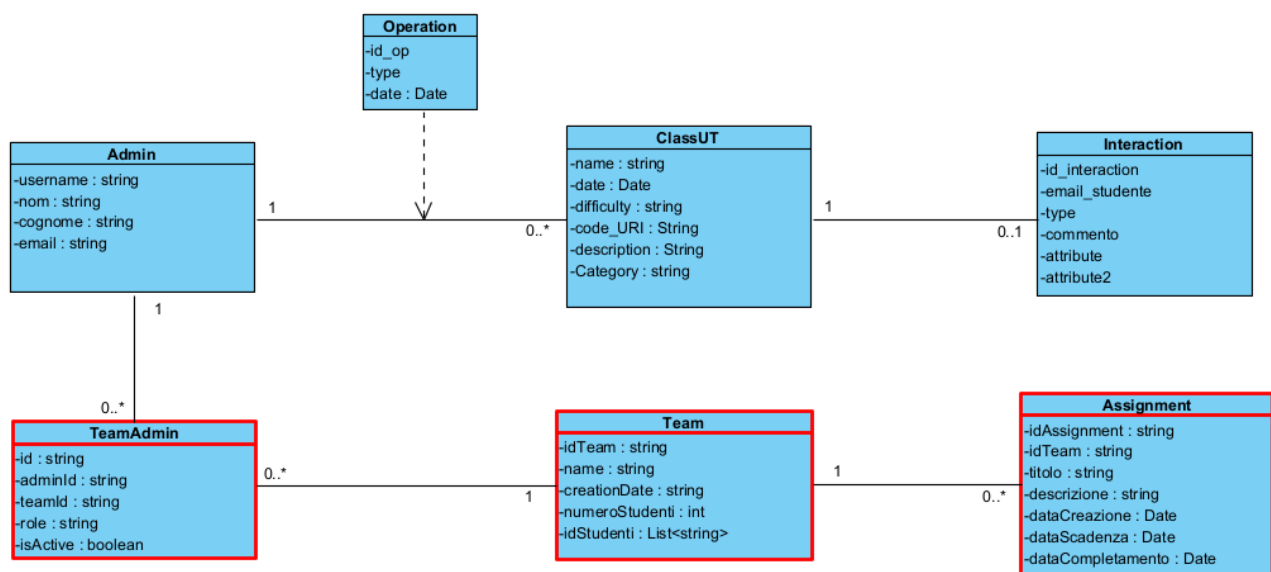 Operation
-id_op
-type
-date : Date
Admin
-username : string
-nom : string
-cognome : string
-email : string
1
0..*
ClassUT
-name : string
-date : Date
-difficulty : string
-code_URI : String
-description : String
-Category : string
1
0..1
Interaction
-id_interaction
-email_studente
-type
-commento
-attribute
-attribute2
1
0..*
TeamAdmin
-id : string
-adminId : string
-teamId : string
-role : string
-isActive : boolean
0..*
1
Team
-idTeam : string
-name : string
-creationDate : string
-numeroStudenti : int
-idStudenti : List<string>
1
0..*
Assignment
-idAssignment : string
-idTeam : string
-titolo : string
-descrizione : string
-dataCreazione : Date
-dataScadenza : Date
-dataCompletamento : Date